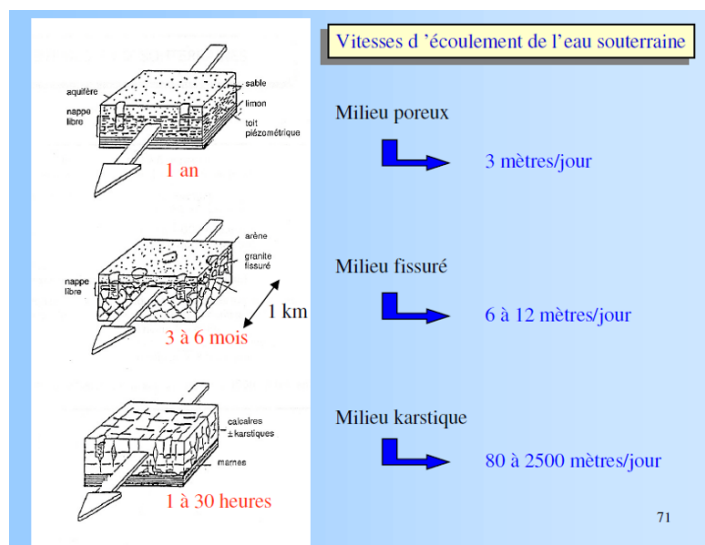 Vitesses d ’écoulement de l’eau souterraine
aquifère
nappe
libre
sable
limon
toit
piézométrique
1 an
Milieu poreux
3 mètres/jour
arène
granite
fissuré
nappe
libre
1 km
3 à 6 mois
Milieu fissuré
6 à 12 mètres/jour
calcaires
± karstiques
marnes
1 à 30 heures
Milieu karstique
80 à 2500 mètres/jour
71